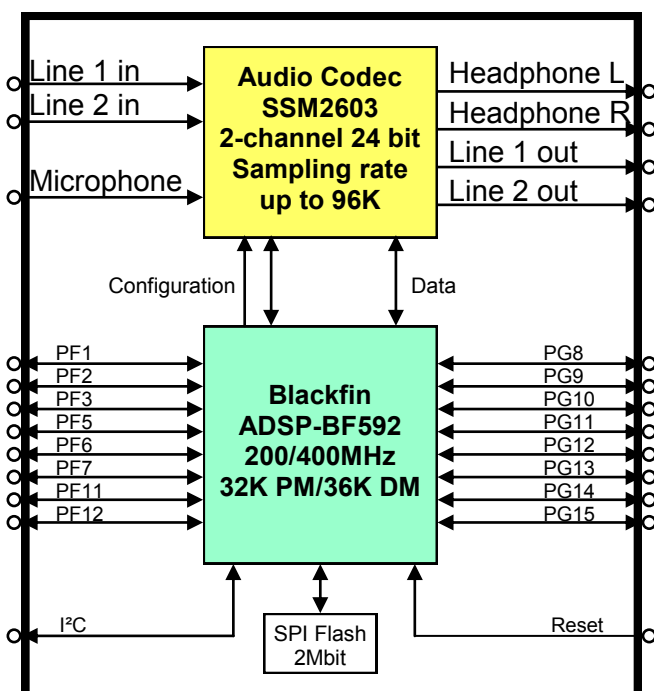 Line 1 in
Line 2 in
Microphone
Audio Codec
SSM2603
2-channel 24 bit
Sampling rate
up to 96K
Headphone L
Headphone R
Line 1 out
Line 2 out
Configuration
Data
PF1
PF2
PF3
PF5
PF6
PF7
PF11
PF12
Blackfin
ADSP-BF592
200/400MHz
32K PM/36K DM
PG8
PG9
PG10
PG11
PG12
PG13
PG14
PG15
I²C
SPI Flash
2Mbit
Reset